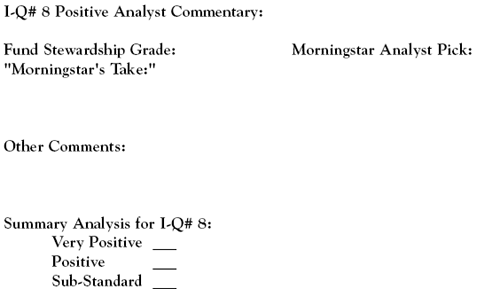 I-Q# 8 Positive Analyst Commentary:
Fund Stewardship Grade: Morningstar Analyst Pick:
"Morningstar's Take:"
Other Comments:
Summary Analysis for I-Q# 8:
Very Positive ___
Positive ___
Sub-Standard ___